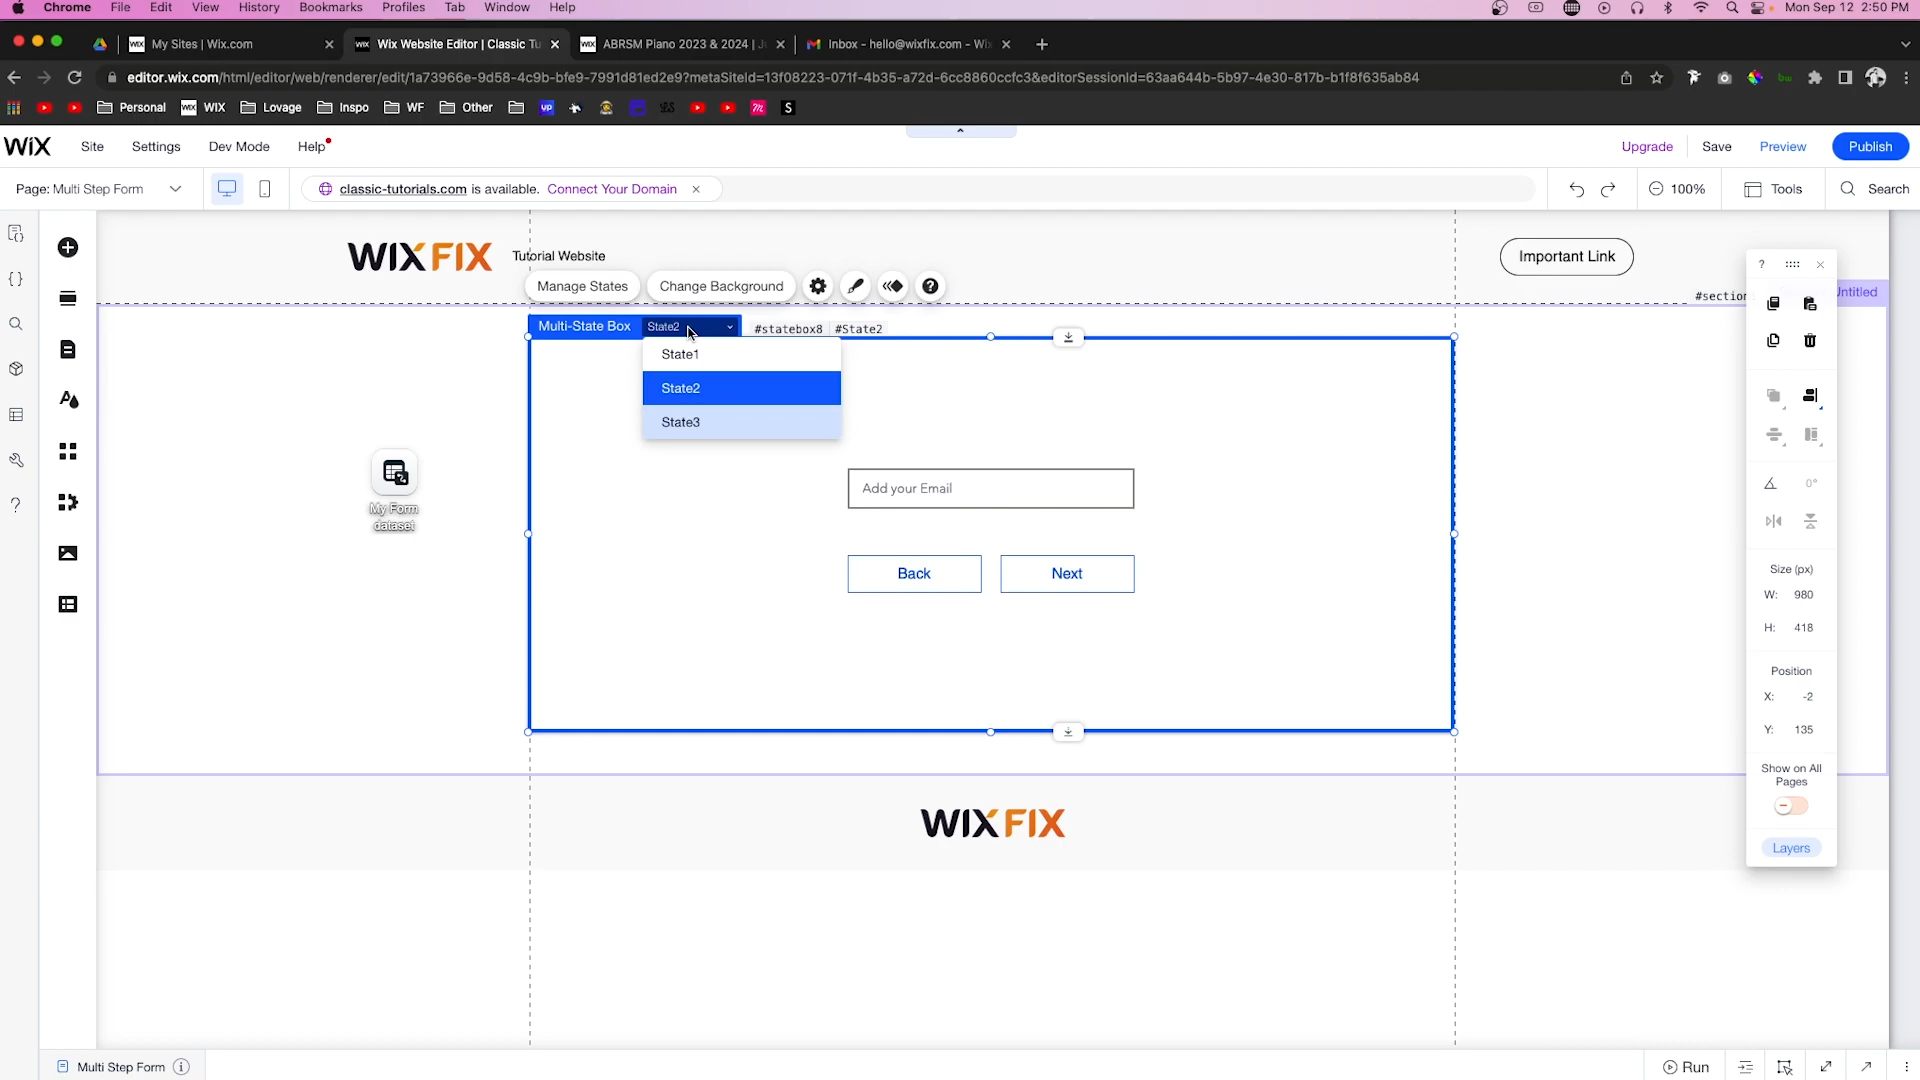 Chrome File Edit View History Bookmarks Profiles Tab Window Help Mon Sep 12 2:50 PM
My Sites | Wix.com
Wix Website Editor | Classic Tu
ABRSM Piano 2023 & 2024 |
Inbox - hello@wixfix.com - Wi
editor.wix.com/html/editor/web/renderer/edit/1a73966e-9d58-4c9b-bfe9-7991d81ed2e9?metaSiteId=13f08223-071f-4b35-a72d-6cc8860ccfc3&editorSessionId=63aa644b-5b97-4e30-817b-b1f8f635ab84
Personal WIX Lovage Inspo WF Other
WIX Site Settings Dev Mode Help Upgrade Save Preview Publish
Page: Multi Step Form classic-tutorials.com is available. Connect Your Domain 100% Tools Search
WIXFIX Tutorial Website Important Link
Manage States Change Background
#section Untitled
Multi-State Box State2 #statebox8 #State2
State1
State2
State3
Add your Email
My Form
dataset
Back Next
0°
Size (px)
W: 980
H: 418
Position
X: -2
Y: 135
Show on All
Pages
Layers
WIXFIX
Multi Step Form Run